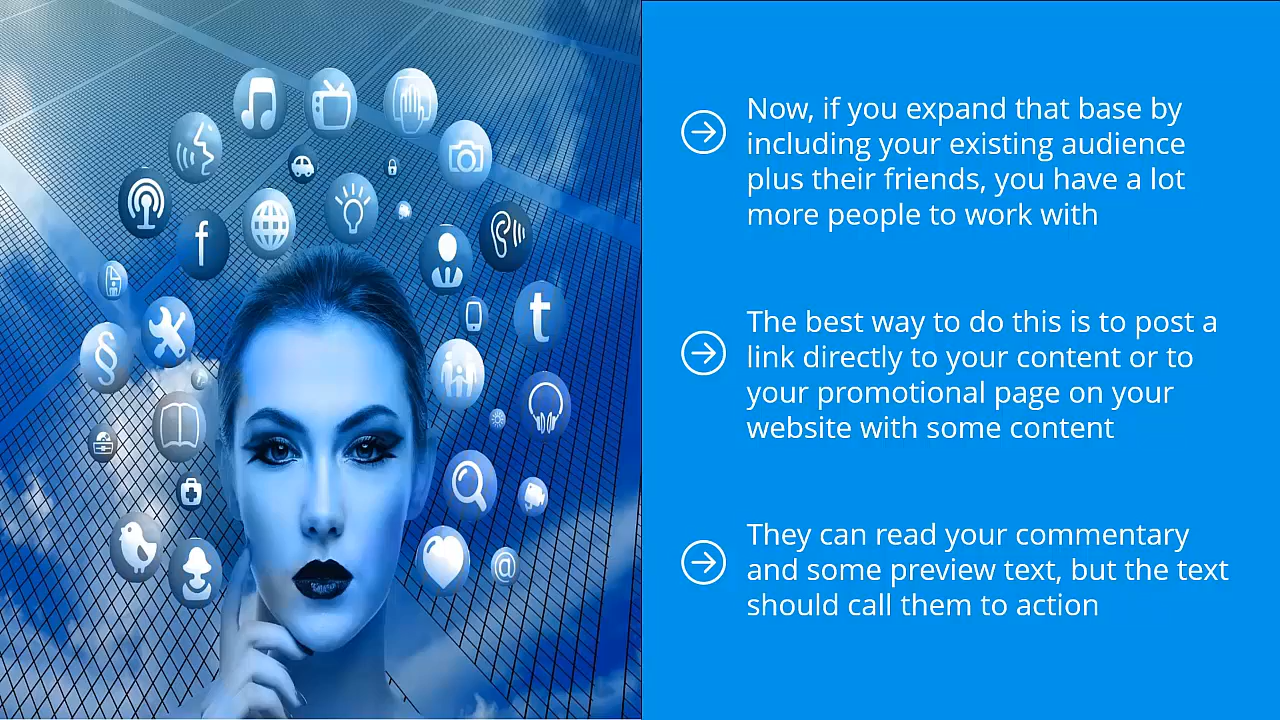 Now, if you expand that base by
including your existing audience
plus their friends, you have a lot
more people to work with
The best way to do this is to post a
link directly to your content or to
your promotional page on your
website with some content
They can read your commentary
and some preview text, but the text
should call them to action
f
t
§
@